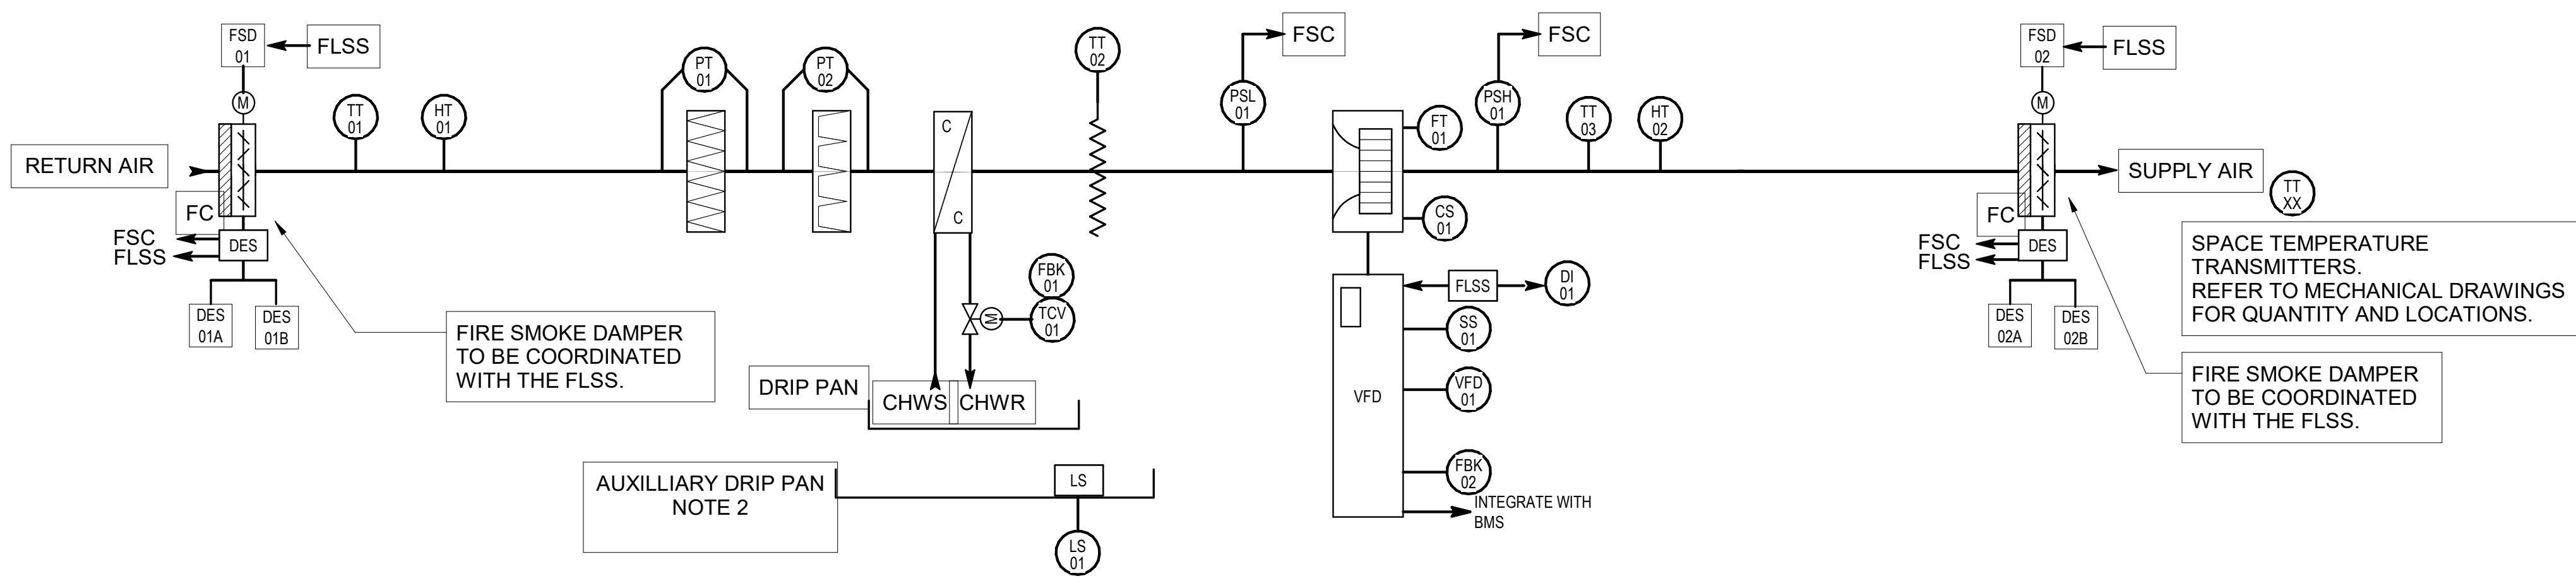 FSD
01
FLSS
M
RETURN AIR
FC
FSC
FLSS
DES
DES
01A
DES
01B
FIRE SMOKE DAMPER
TO BE COORDINATED
WITH THE FLSS.
TT
01
HT
01
PT
01
PT
02
C
C
TT
02
FBK
01
TCV
01
M
DRIP PAN
CHWS
CHWR
AUXILLIARY DRIP PAN
NOTE 2
LS
LS
01
PSL
01
FSC
FT
01
CS
01
PSH
01
FSC
TT
03
HT
02
VFD
FLSS
DI
01
SS
01
VFD
01
FBK
02
INTEGRATE WITH
BMS
FSD
02
FLSS
M
SUPPLY AIR
TT
XX
FC
FSC
FLSS
DES
DES
02A
DES
02B
SPACE TEMPERATURE
TRANSMITTERS.
REFER TO MECHANICAL DRAWINGS
FOR QUANTITY AND LOCATIONS.
FIRE SMOKE DAMPER
TO BE COORDINATED
WITH THE FLSS.